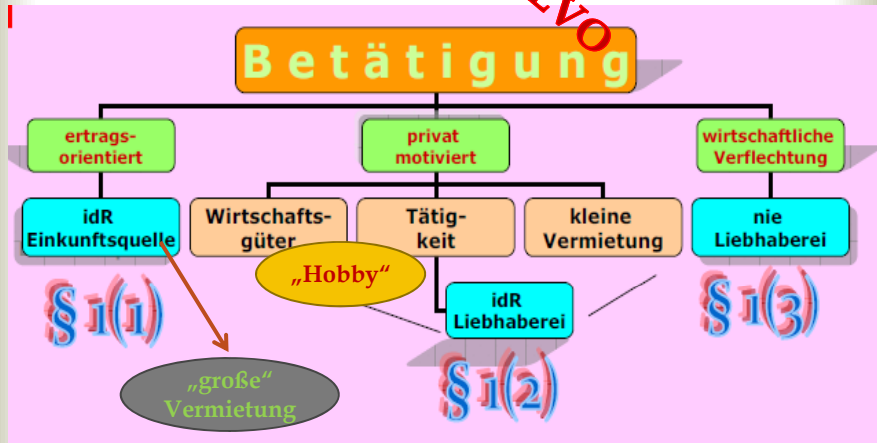 Betätigung
ertrags-
orientiert
privat
motiviert
wirtschaftliche
Verflechtung
idR
Einkunftsquelle
Wirtschafts-
güter
Tätig-
keit
kleine
Vermietung
nie
Liebhaberei
„Hobby“
idR
Liebhaberei
§ 1(1)
§ 1(3)
„große“
Vermietung
§ 1(2)